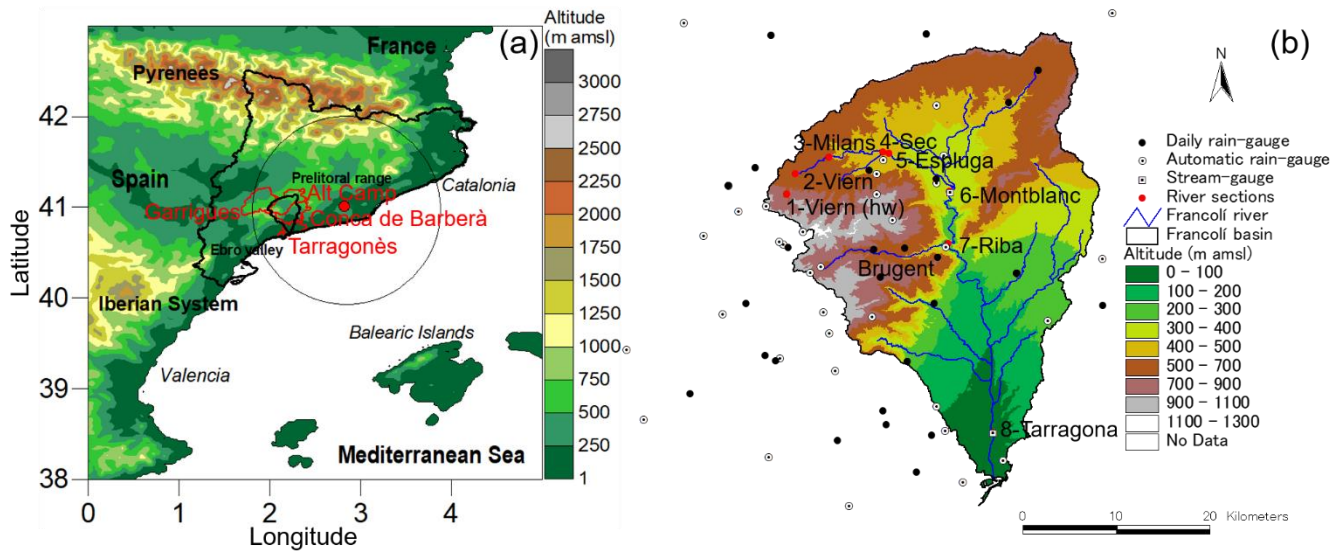 (a)
Altitude
(m amsl)
3000
2750
2500
2250
2000
1750
1500
1250
1000
750
500
250
1
France
Pyrenees
Spain
Prelitoral range
Alt Camp
Catalonia
Garrigues
Conca de Barberà
Tarragonès
Ebro valley
Iberian System
Balearic Islands
Valencia
Mediterranean Sea
Latitude
42
41
40
39
38
0
1
2
3
4
Longitude
(b)
N
3-Milans
4-Sec
5-Espluga
2-Viern
1-Viern (hw)
6-Montblanc
7-Riba
Brugent
8-Tarragona
Daily rain-gauge
Automatic rain-gauge
Stream-gauge
River sections
Francolí river
Francolí basin
Altitude (m amsl)
0 - 100
100 - 200
200 - 300
300 - 400
400 - 500
500 - 700
700 - 900
900 - 1100
1100 - 1300
No Data
0
10
20 Kilometers